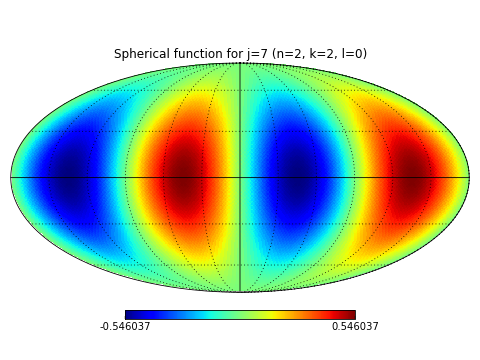 Spherical function for j=7 (n=2, k=2, l=0)
-0.546037 0.546037